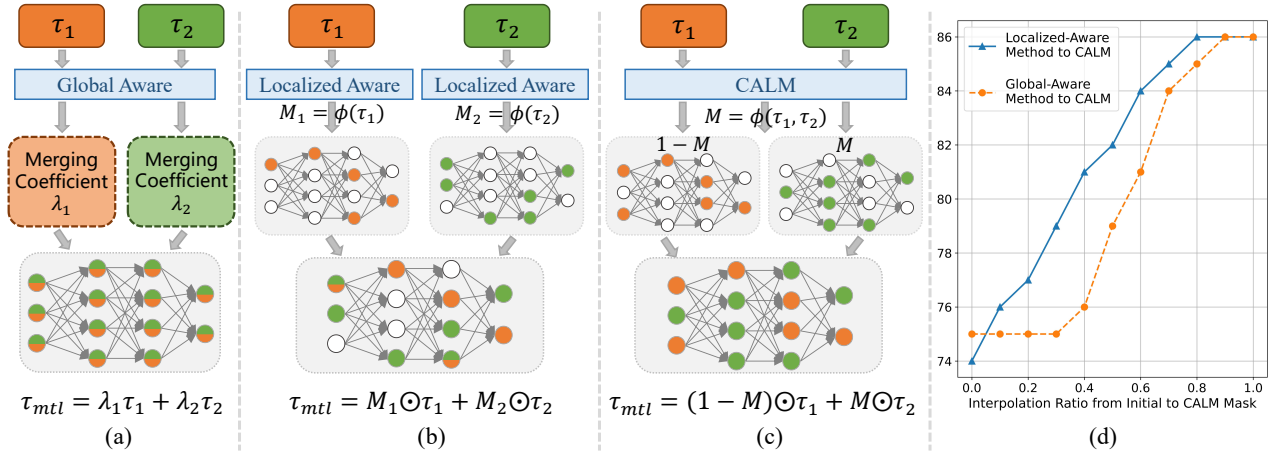 τ₁ τ₂
Global Aware
Merging
Coefficient
λ₁
Merging
Coefficient
λ₂
τ_mtl = λ₁τ₁ + λ₂τ₂
(a)
τ₁ τ₂
Localized Aware Localized Aware
M₁ = ϕ(τ₁) M₂ = ϕ(τ₂)
τ_mtl = M₁⊙τ₁ + M₂⊙τ₂
(b)
τ₁ τ₂
CALM
M = ϕ(τ₁, τ₂)
1 − M M
τ_mtl = (1 − M)⊙τ₁ + M⊙τ₂
(c)
Localized-Aware
Method to CALM
Global-Aware
Method to CALM
86
84
82
80
78
76
74
0.0 0.2 0.4 0.6 0.8 1.0
Interpolation Ratio from Initial to CALM Mask
(d)